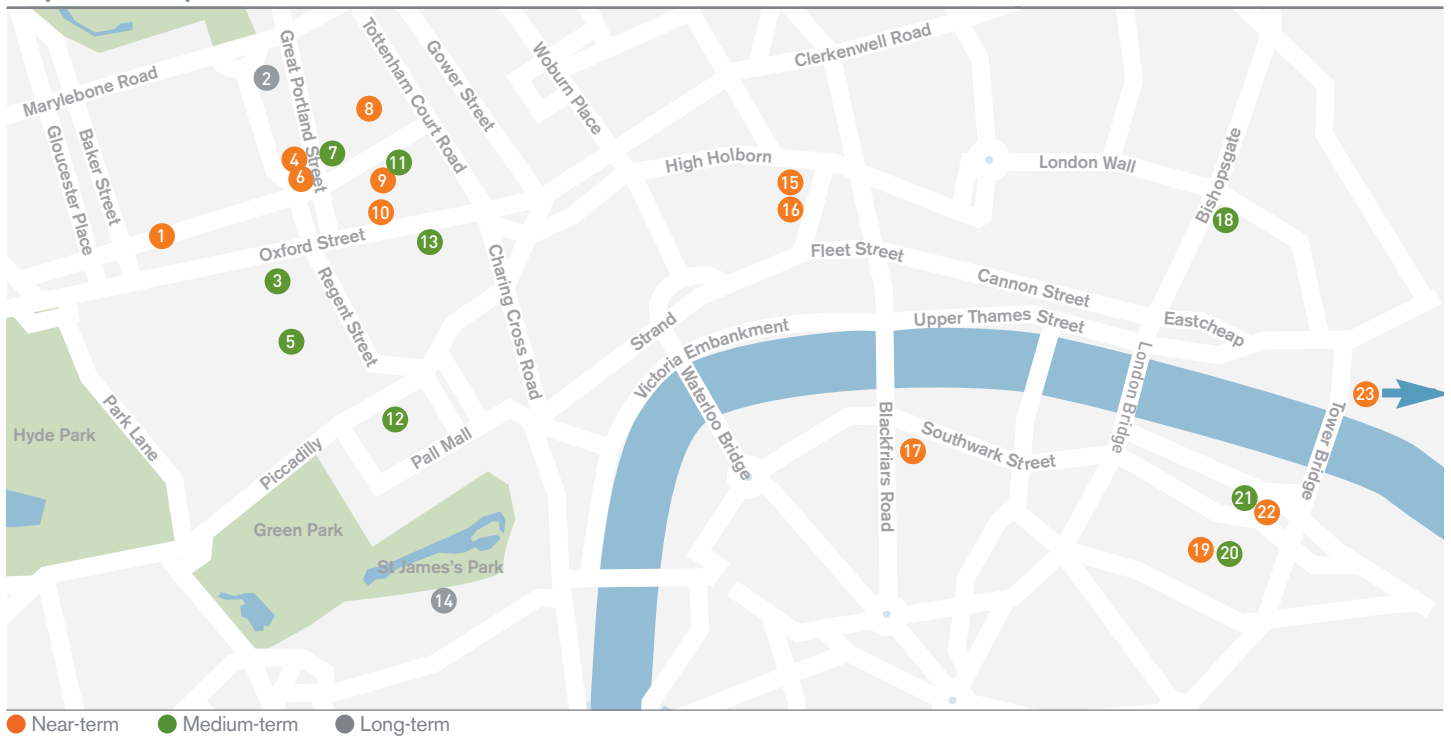 Marylebone Road
Gloucester Place
Baker Street
Great Portland Street
Tottenham Court Road
Gower Street
Woburn Place
Clerkenwell Road
2
8
4
7
11
6
9
10
1
High Holborn
15
16
London Wall
Bishopsgate
18
Oxford Street
13
3
5
Regent Street
Charing Cross Road
Fleet Street
Cannon Street
Upper Thames Street
Eastcheap
Strand
Victoria Embankment
Waterloo Bridge
London Bridge
23
Tower Bridge
Hyde Park
Park Lane
Piccadilly
12
Pall Mall
Blackfriars Road
17
Southwark Street
21
22
19
20
Green Park
St James's Park
14
Near-term
Medium-term
Long-term